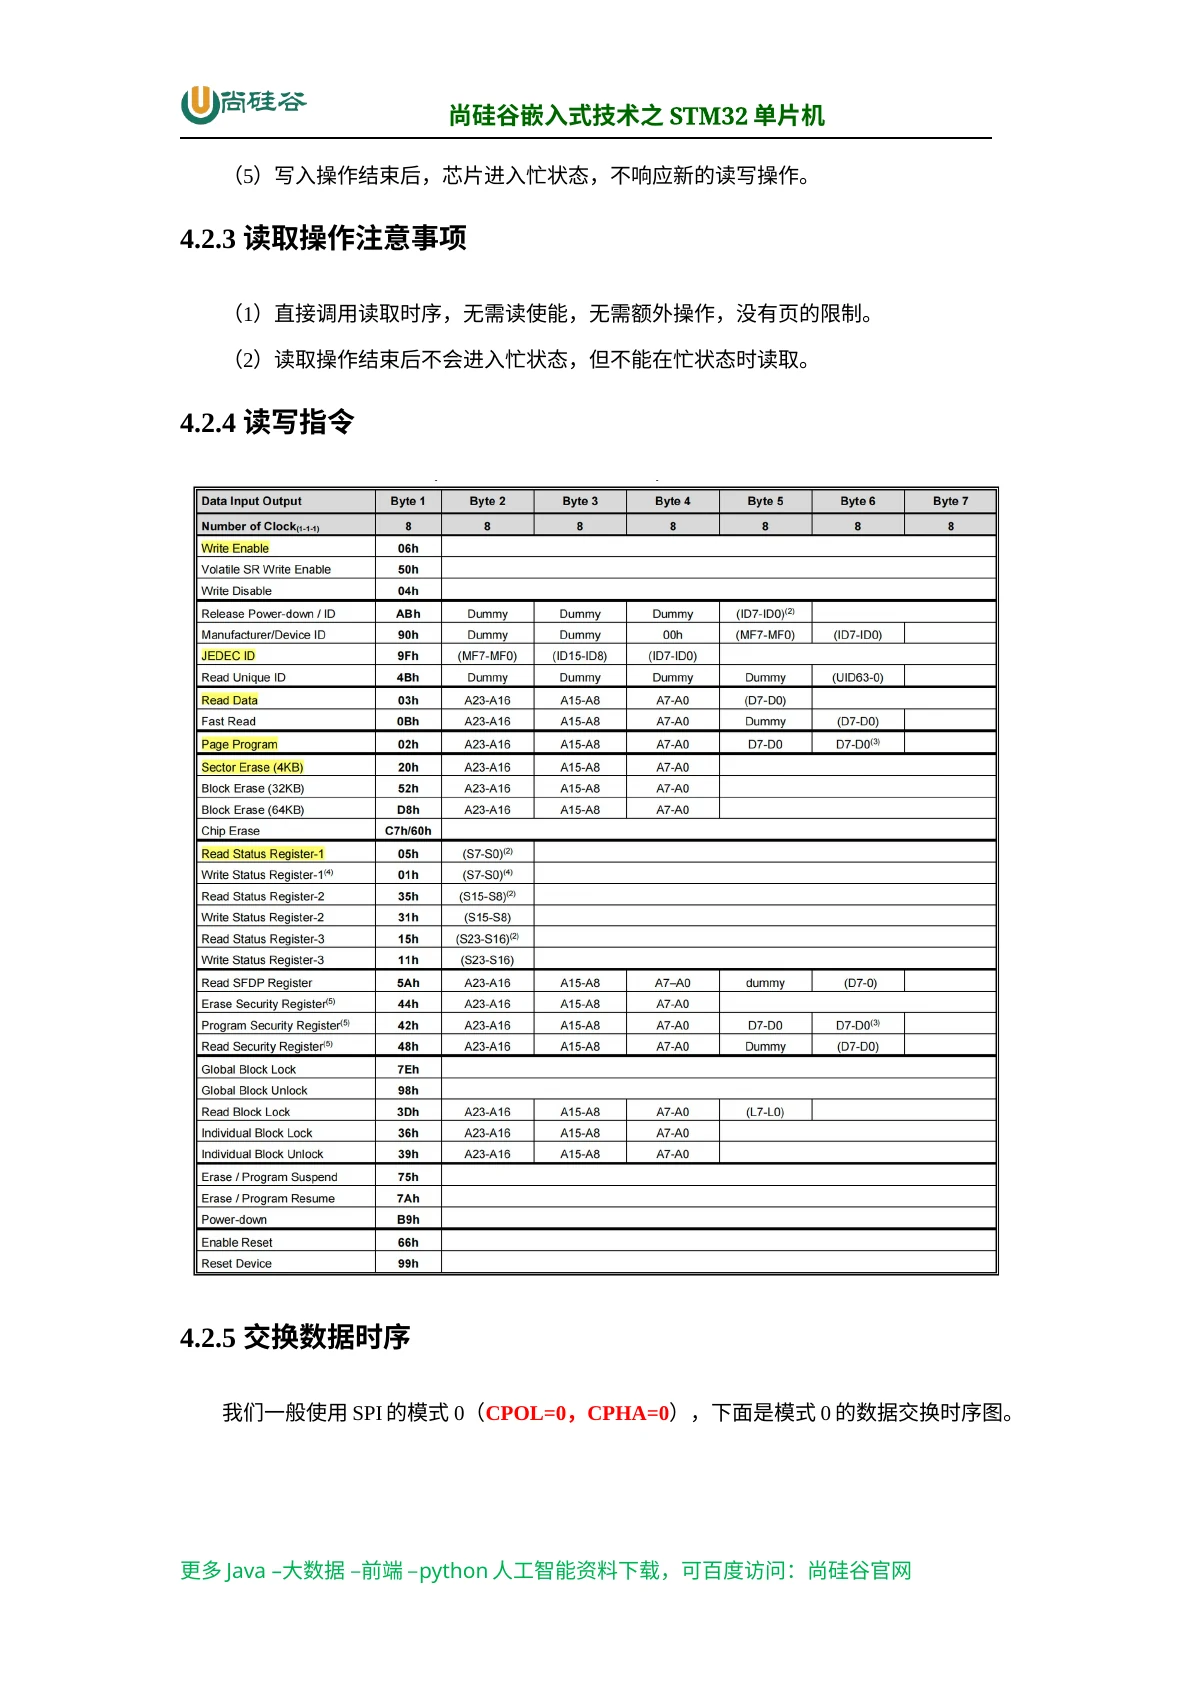 尚硅谷
尚硅谷嵌入式技术之 STM32 单片机
（5）写入操作结束后，芯片进入忙状态，不响应新的读写操作。
4.2.3 读取操作注意事项
（1）直接调用读取时序，无需读使能，无需额外操作，没有页的限制。
（2）读取操作结束后不会进入忙状态，但不能在忙状态时读取。
4.2.4 读写指令
Data Input Output Byte 1 Byte 2 Byte 3 Byte 4 Byte 5 Byte 6 Byte 7
Number of Clock(1-1-1) 8 8 8 8 8 8 8
Write Enable 06h
Volatile SR Write Enable 50h
Write Disable 04h
Release Power-down / ID ABh Dummy Dummy Dummy (ID7-ID0)(2)
Manufacturer/Device ID 90h Dummy Dummy 00h (MF7-MF0) (ID7-ID0)
JEDEC ID 9Fh (MF7-MF0) (ID15-ID8) (ID7-ID0)
Read Unique ID 4Bh Dummy Dummy Dummy Dummy (UID63-0)
Read Data 03h A23-A16 A15-A8 A7-A0 (D7-D0)
Fast Read 0Bh A23-A16 A15-A8 A7-A0 Dummy (D7-D0)
Page Program 02h A23-A16 A15-A8 A7-A0 D7-D0 D7-D0(3)
Sector Erase (4KB) 20h A23-A16 A15-A8 A7-A0
Block Erase (32KB) 52h A23-A16 A15-A8 A7-A0
Block Erase (64KB) D8h A23-A16 A15-A8 A7-A0
Chip Erase C7h/60h
Read Status Register-1 05h (S7-S0)(2)
Write Status Register-1(4) 01h (S7-S0)(4)
Read Status Register-2 35h (S15-S8)(2)
Write Status Register-2 31h (S15-S8)
Read Status Register-3 15h (S23-S16)(2)
Write Status Register-3 11h (S23-S16)
Read SFDP Register 5Ah A23-A16 A15-A8 A7–A0 dummy (D7-0)
Erase Security Register(5) 44h A23-A16 A15-A8 A7-A0
Program Security Register(5) 42h A23-A16 A15-A8 A7-A0 D7-D0 D7-D0(3)
Read Security Register(5) 48h A23-A16 A15-A8 A7-A0 Dummy (D7-D0)
Global Block Lock 7Eh
Global Block Unlock 98h
Read Block Lock 3Dh A23-A16 A15-A8 A7-A0 (L7-L0)
Individual Block Lock 36h A23-A16 A15-A8 A7-A0
Individual Block Unlock 39h A23-A16 A15-A8 A7-A0
Erase / Program Suspend 75h
Erase / Program Resume 7Ah
Power-down B9h
Enable Reset 66h
Reset Device 99h
4.2.5 交换数据时序
我们一般使用 SPI 的模式 0（CPOL=0，CPHA=0），下面是模式 0 的数据交换时序图。
更多 Java –大数据 –前端 –python 人工智能资料下载，可百度访问：尚硅谷官网